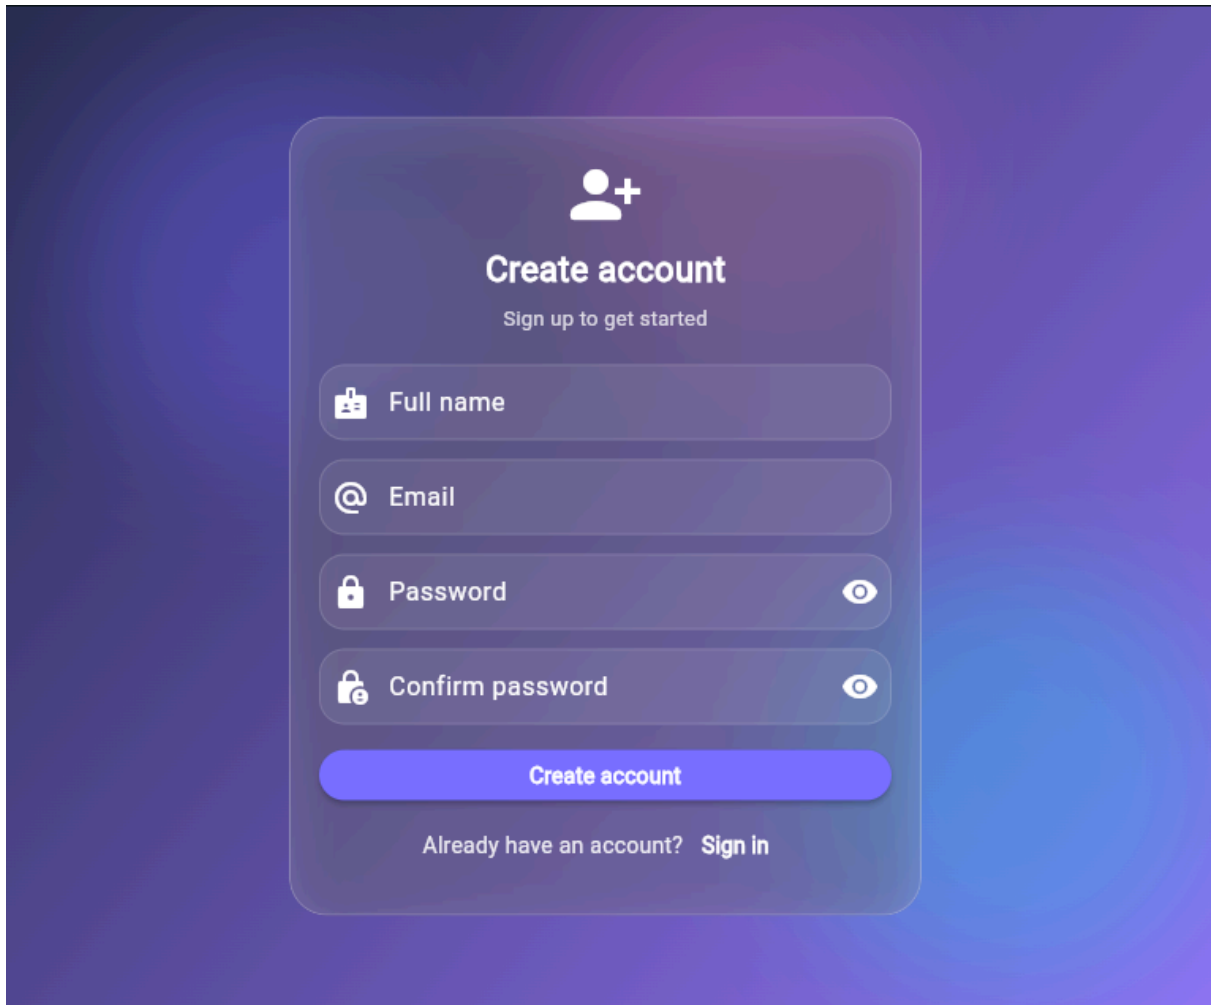 Create account
Sign up to get started
Full name
Email
Password
Confirm password
Create account
Already have an account? Sign in